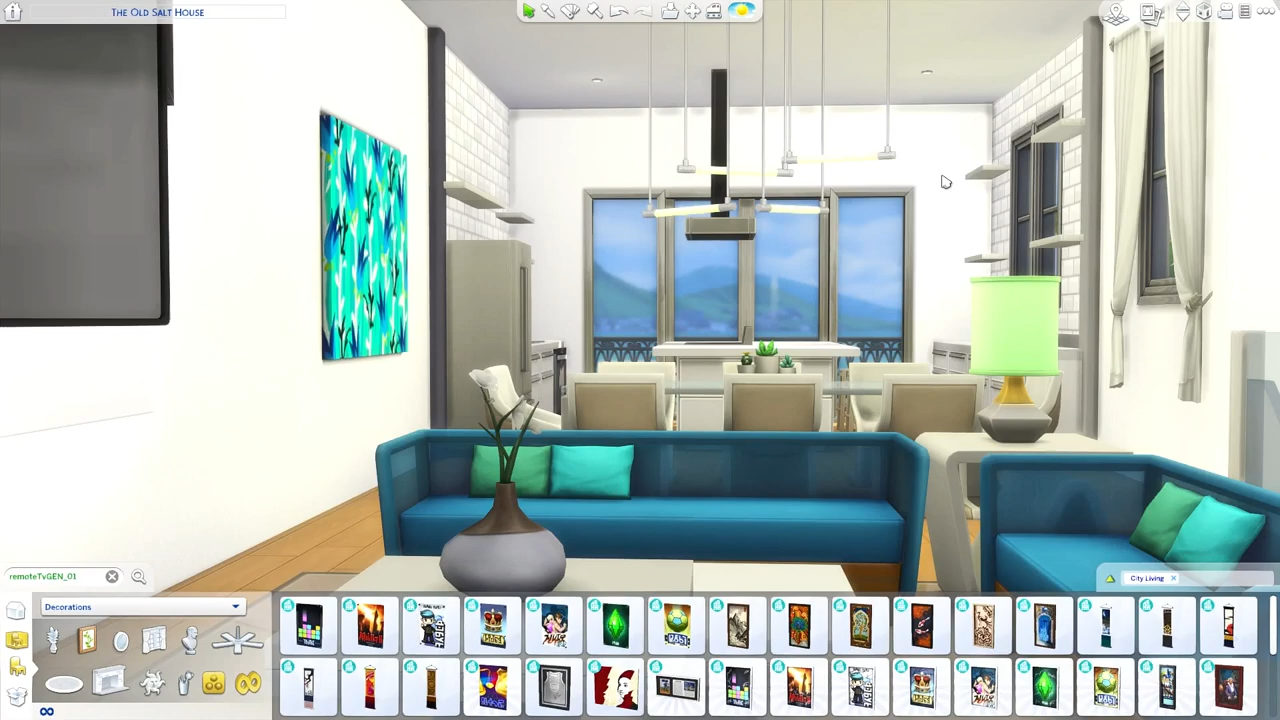 The Old Salt House
remoteTvGEN_01
City Living
Decorations